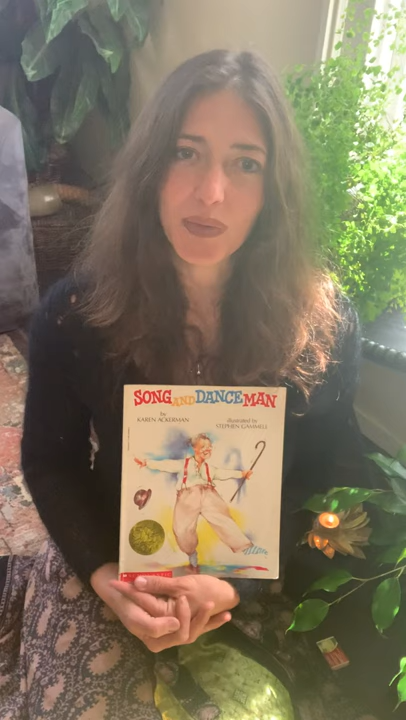 SONG AND DANCE MAN
by
KAREN ACKERMAN
illustrated by
STEPHEN GAMMELL